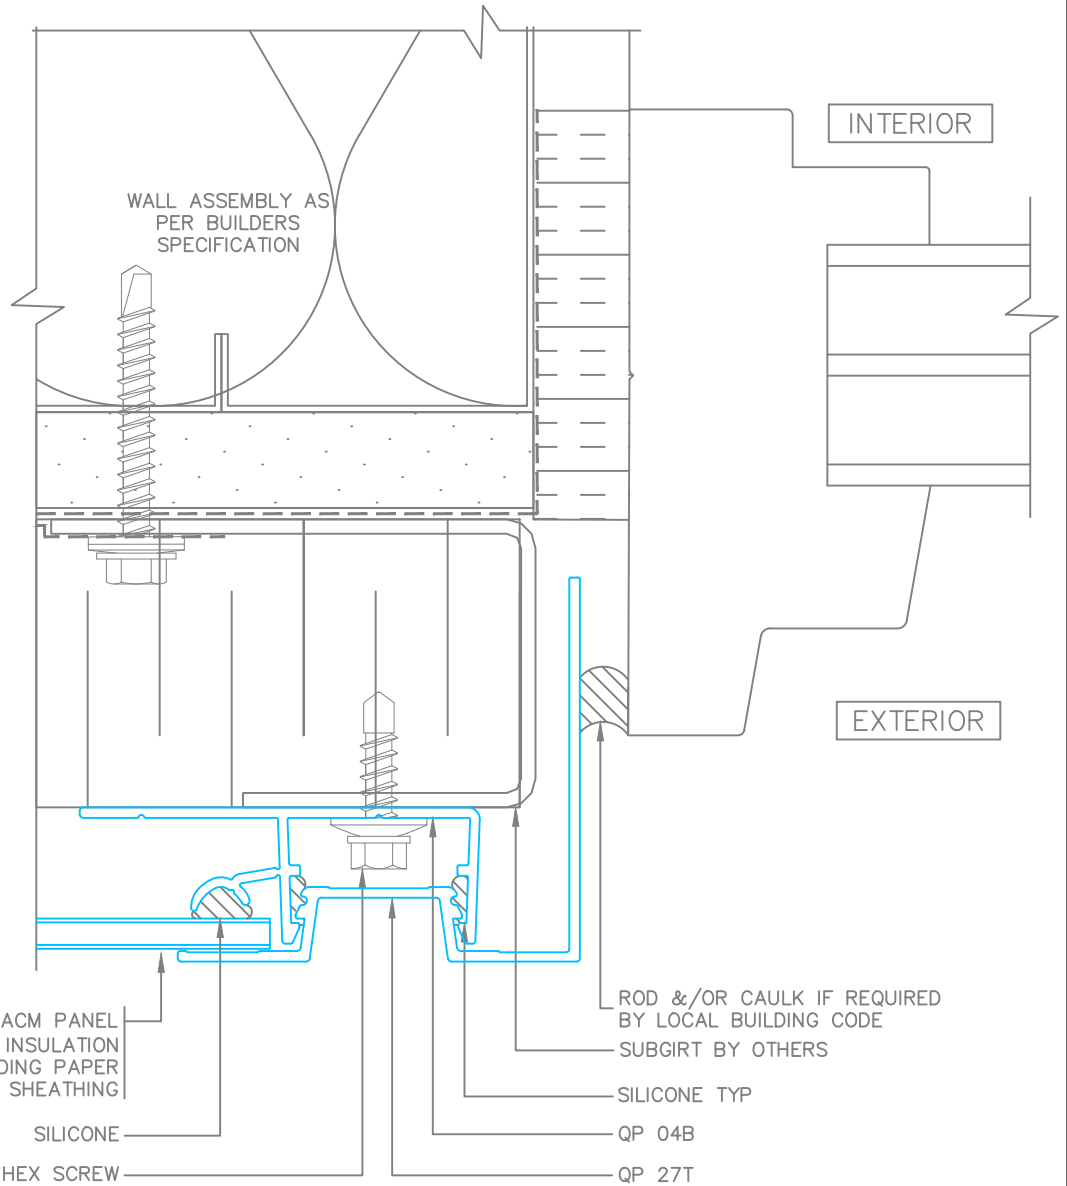 INTERIOR
WALL ASSEMBLY AS
PER BUILDERS
SPECIFICATION
EXTERIOR
ACM PANEL
INSULATION
PAPER
SHEATHING
SILICONE
HEX SCREW
ROD &/OR CAULK IF REQUIRED
BY LOCAL BUILDING CODE
SUBGIRT BY OTHERS
SILICONE TYP
QP 04B
QP 27T